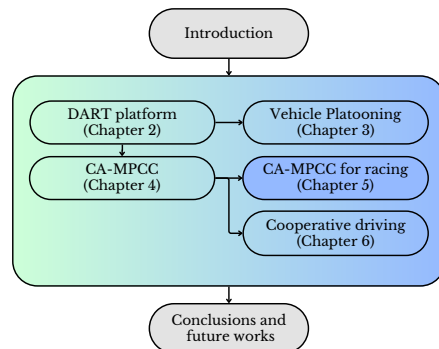 Introduction
DART platform
(Chapter 2)
Vehicle Platooning
(Chapter 3)
CA-MPCC
(Chapter 4)
CA-MPCC for racing
(Chapter 5)
Cooperative driving
(Chapter 6)
Conclusions and
future works